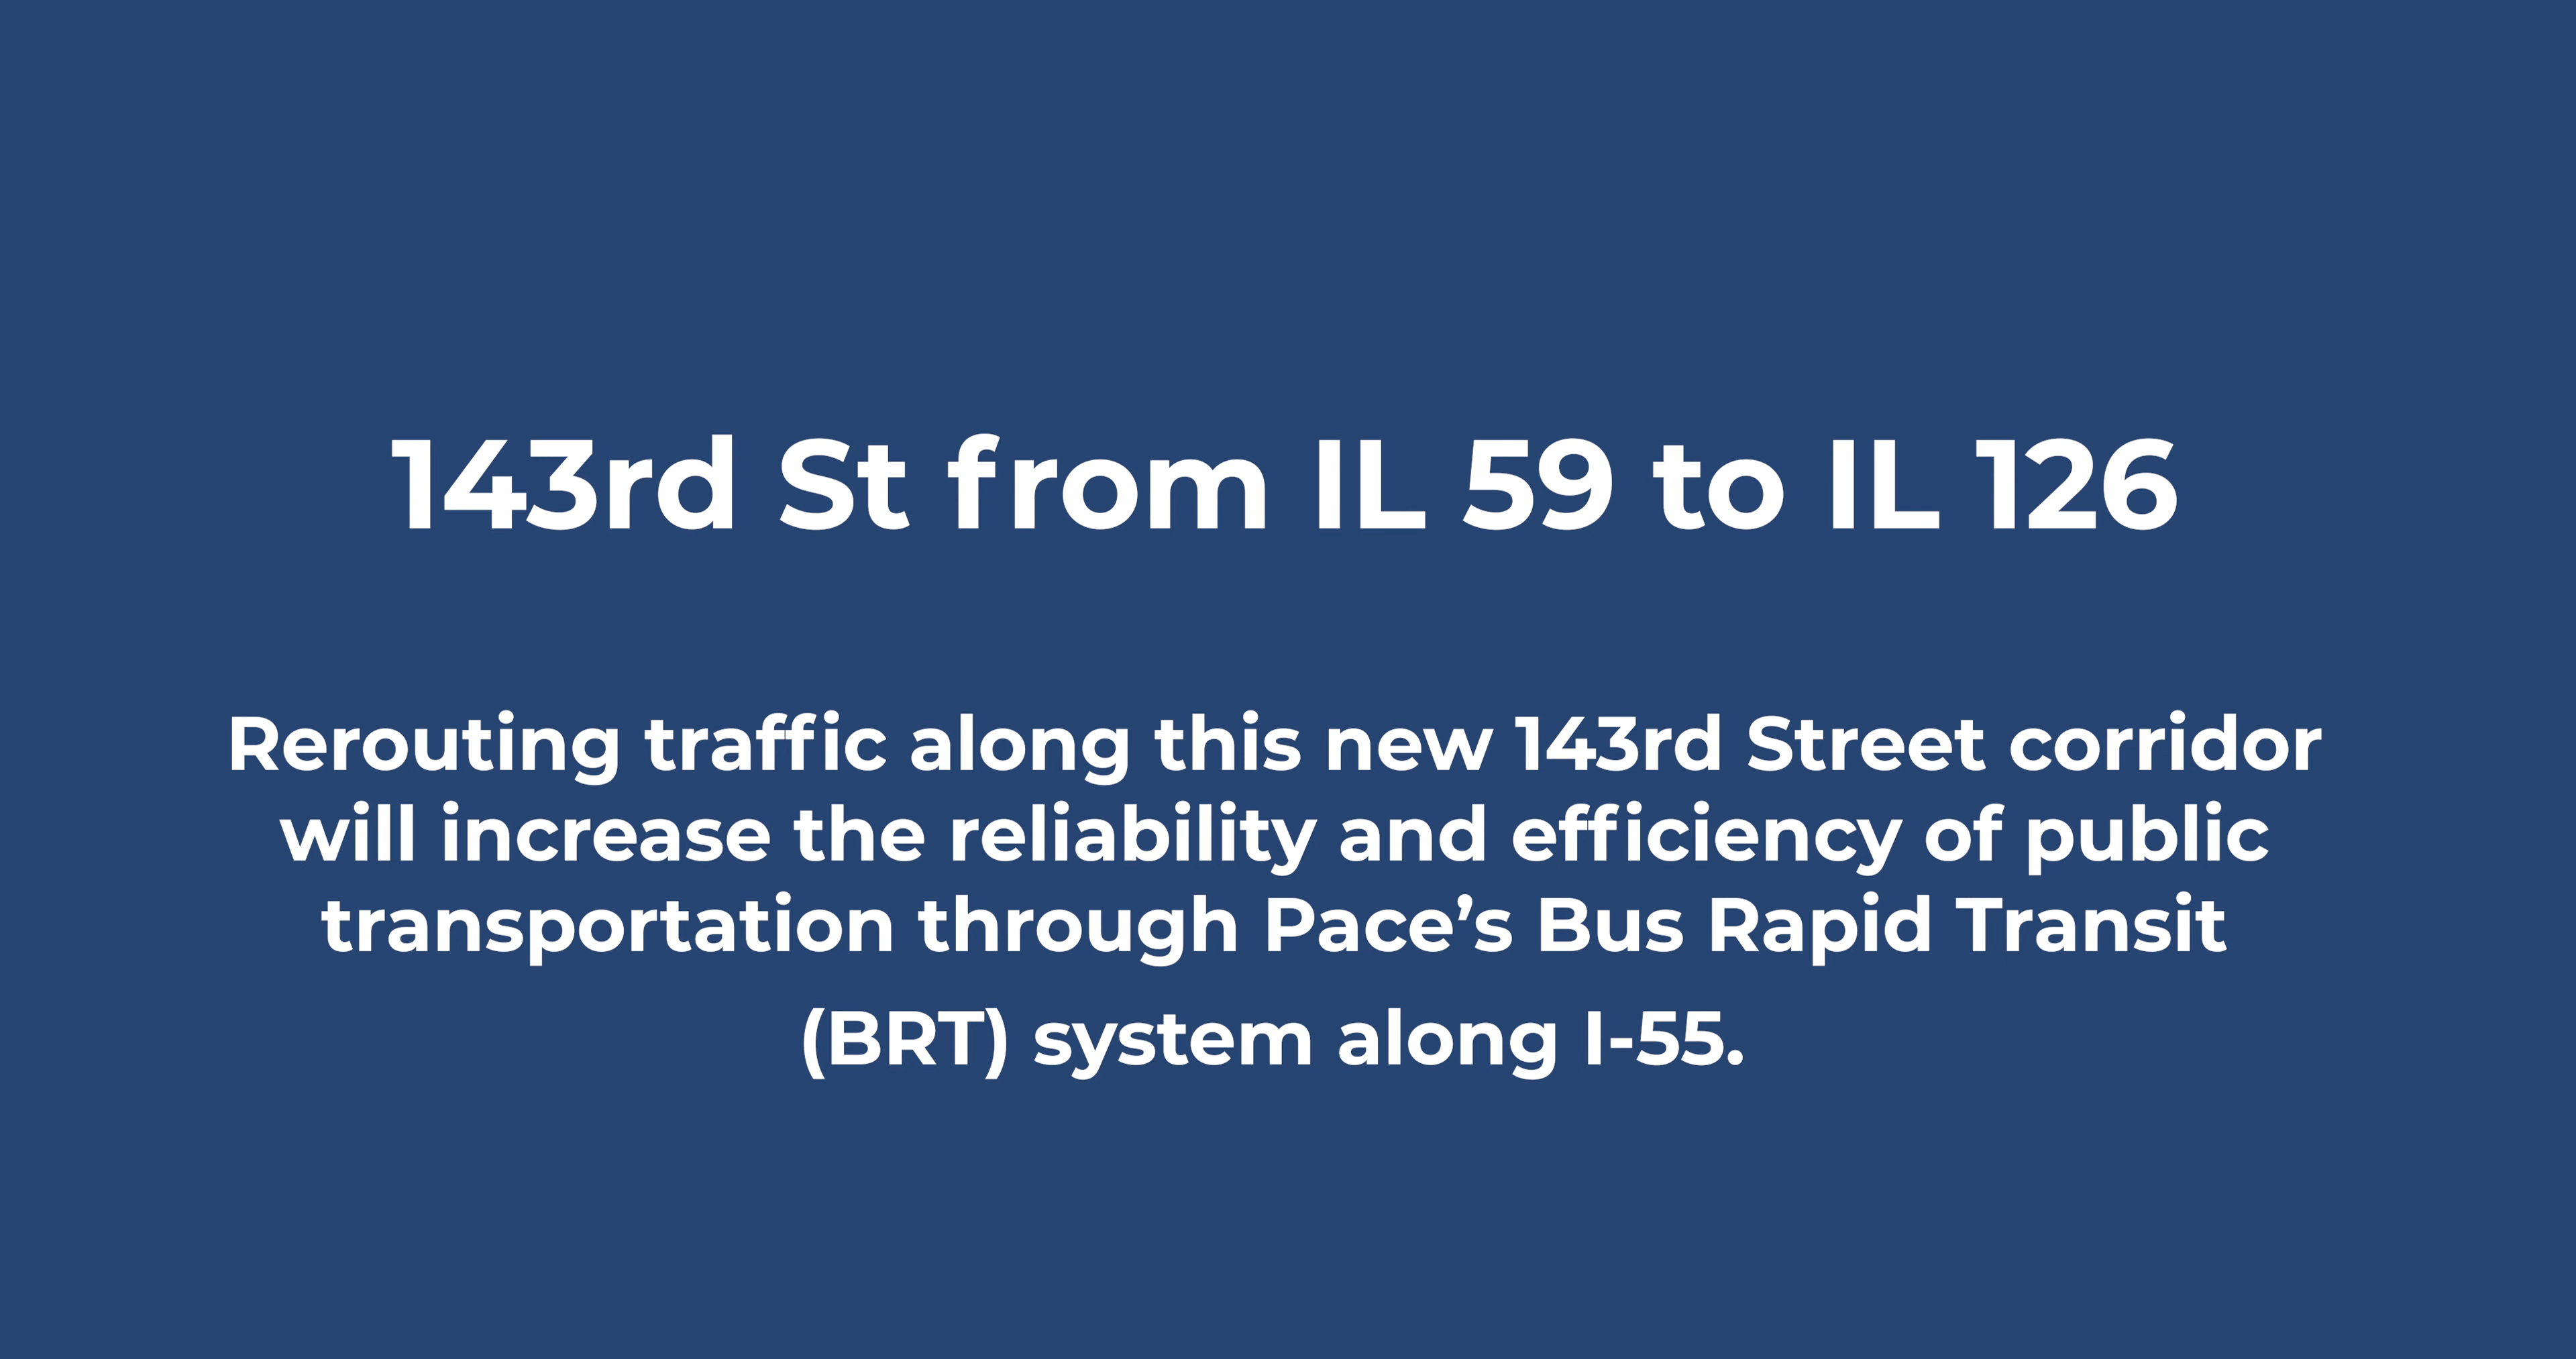 143rd St from IL 59 to IL 126
Rerouting traffic along this new 143rd Street corridor
will increase the reliability and efficiency of public
transportation through Pace’s Bus Rapid Transit
(BRT) system along I-55.